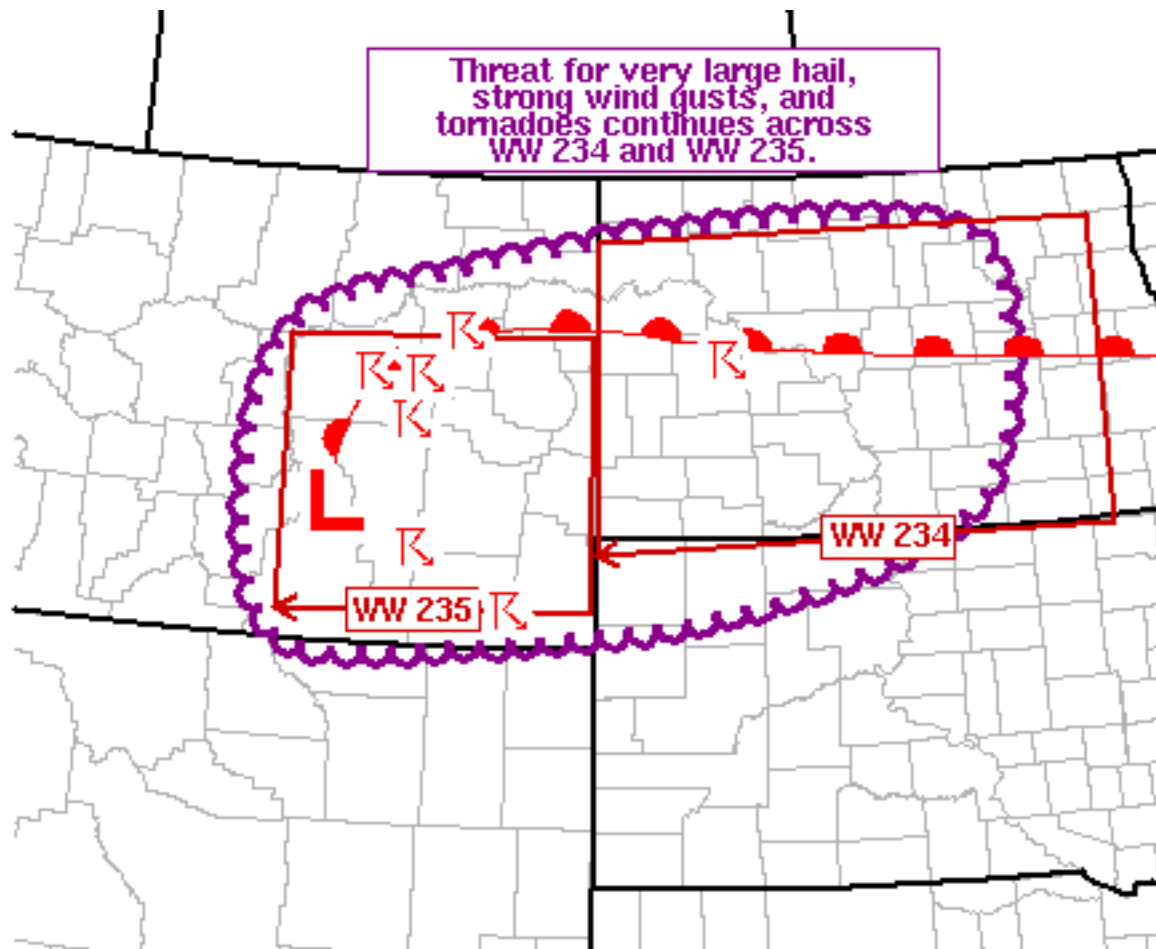 Threat for very large hail,
strong wind gusts, and
tornadoes continues across
WW 234 and WW 235.
L
WW 234
WW 235